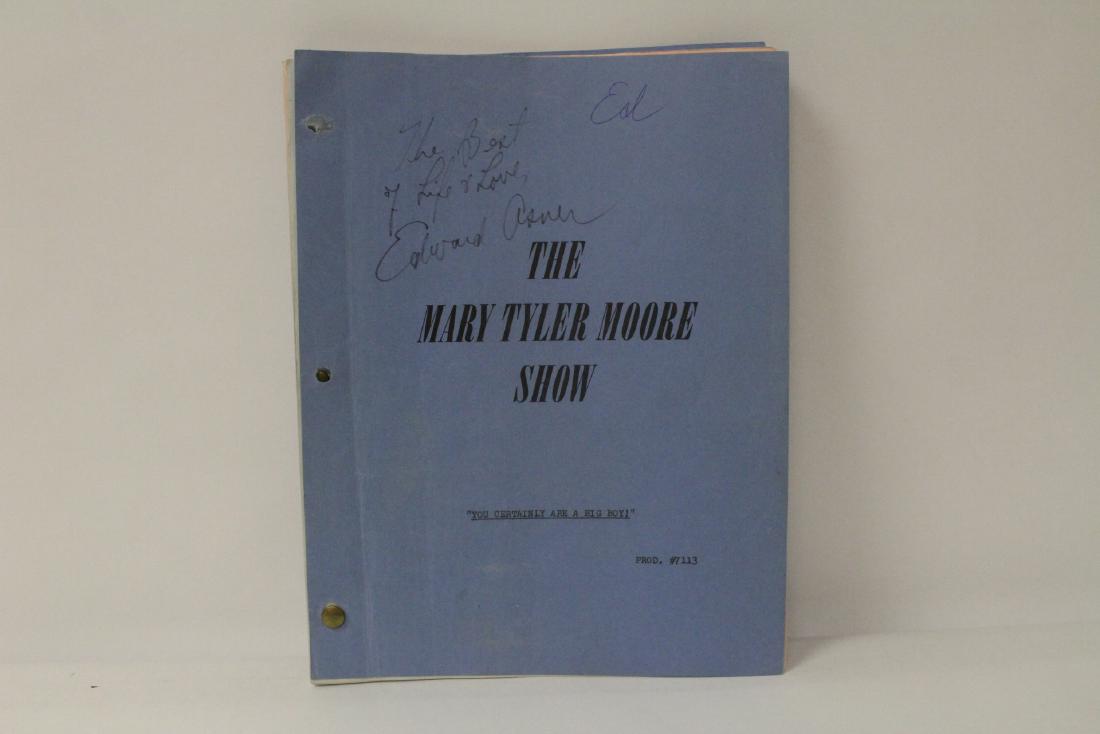 Ed
The Best
of Life & Love,
Edward Asner
THE
MARY TYLER MOORE
SHOW
"YOU CERTAINLY ARE A BIG BOY!"
PROD. #7113